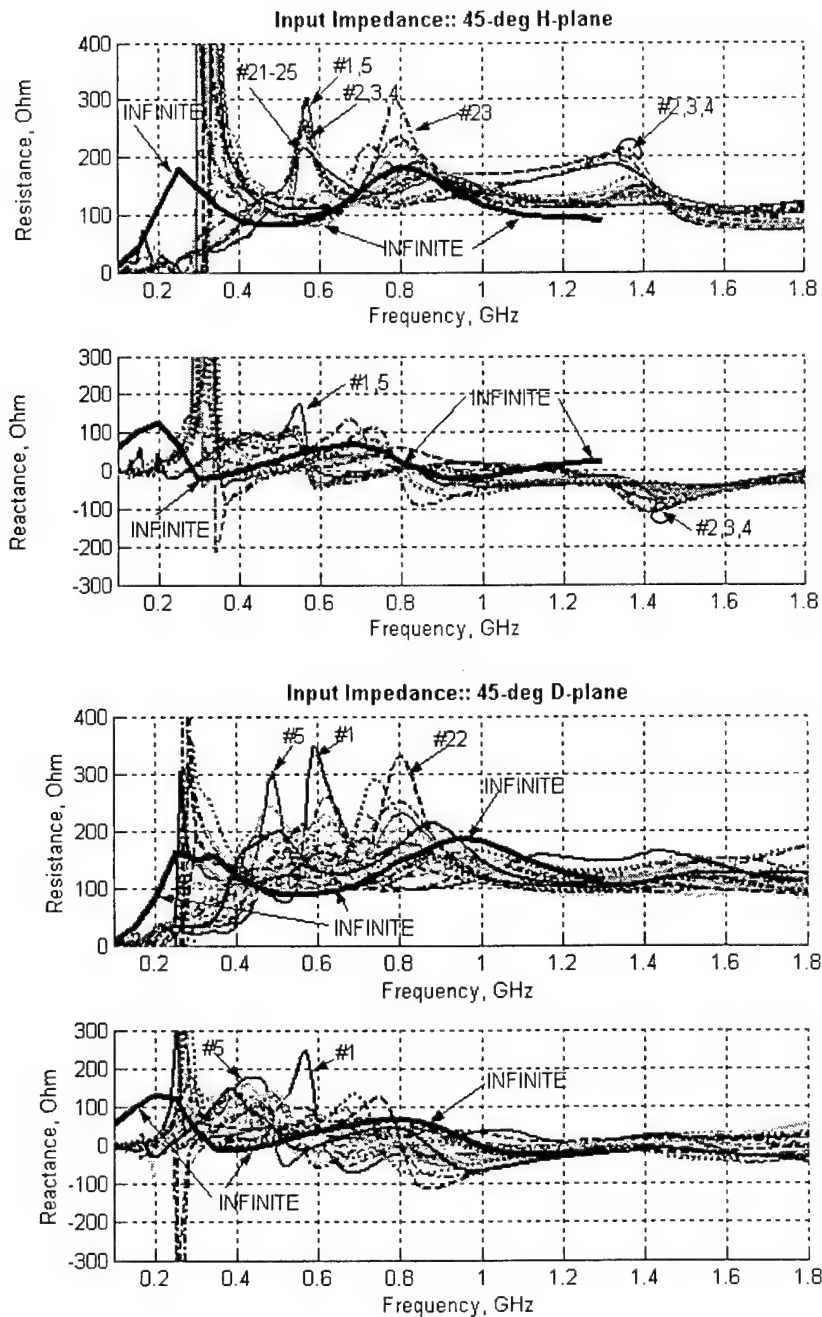 Input Impedance:: 45-deg H-plane
400
300
200
100
0
Resistance, Ohm
INFINITE
#21-25
#1,5
#2,3,4
#23
#2,3,4
INFINITE
0.2 0.4 0.6 0.8 1 1.2 1.4 1.6 1.8
Frequency, GHz
300
200
100
0
-100
-200
-300
Reactance, Ohm
#1,5
INFINITE
INFINITE
#2,3,4
0.2 0.4 0.6 0.8 1 1.2 1.4 1.6 1.8
Frequency, GHz
Input Impedance:: 45-deg D-plane
400
300
200
100
0
Resistance, Ohm
#5
#1
#22
INFINITE
INFINITE
0.2 0.4 0.6 0.8 1 1.2 1.4 1.6 1.8
Frequency, GHz
300
200
100
0
-100
-200
-300
Reactance, Ohm
#5
#1
INFINITE
INFINITE
0.2 0.4 0.6 0.8 1 1.2 1.4 1.6 1.8
Frequency, GHz